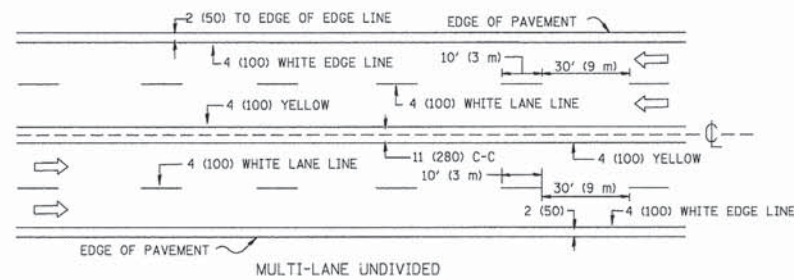 2 (50) TO EDGE OF EDGE LINE
EDGE OF PAVEMENT
4 (100) WHITE EDGE LINE
10' (3 m)
30' (9 m)
4 (100) YELLOW
4 (100) WHITE LANE LINE
℄
4 (100) WHITE LANE LINE
11 (280) C-C
4 (100) YELLOW
10' (3 m)
30' (9 m)
2 (50)
4 (100) WHITE EDGE LINE
EDGE OF PAVEMENT
MULTI-LANE UNDIVIDED